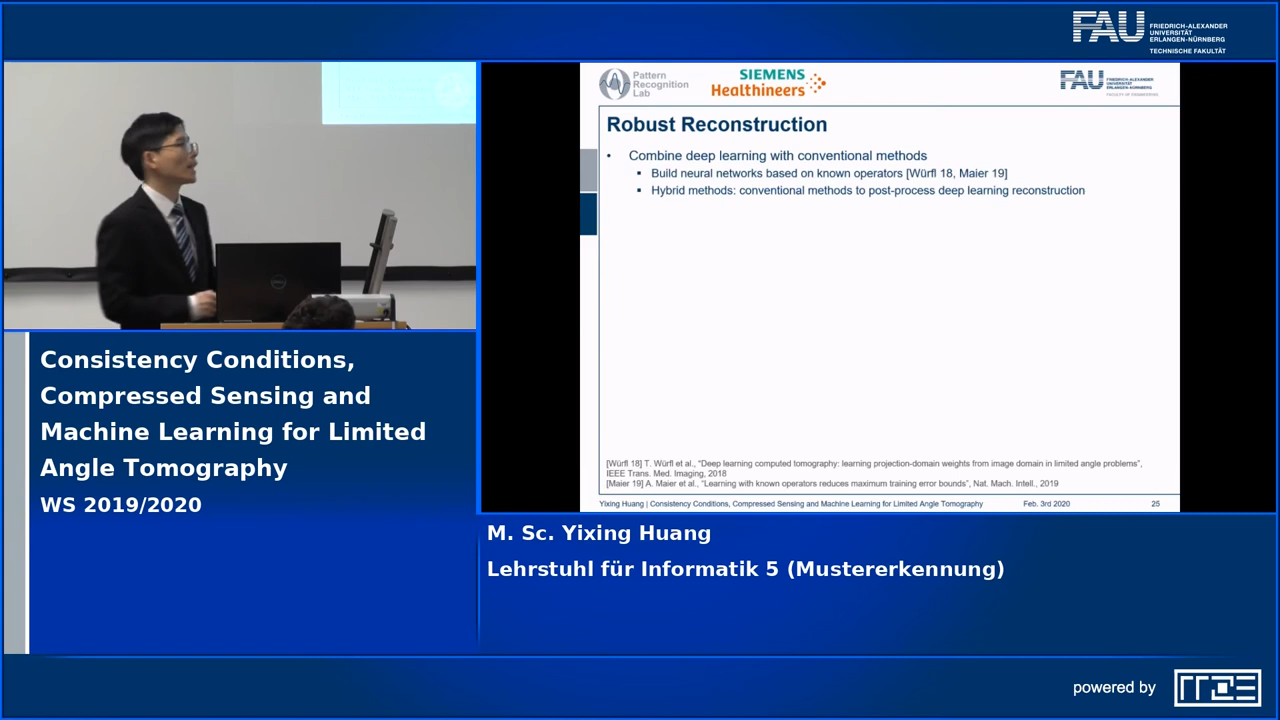 FAU
FRIEDRICH-ALEXANDER
UNIVERSITÄT
ERLANGEN-NÜRNBERG
TECHNISCHE FAKULTÄT
Pattern
Recognition
Lab
SIEMENS
Healthineers
FAU
FRIEDRICH-ALEXANDER
UNIVERSITÄT
ERLANGEN-NÜRNBERG
FACULTY OF ENGINEERING
Robust Reconstruction
• Combine deep learning with conventional methods
▪ Build neural networks based on known operators [Würfl 18, Maier 19]
▪ Hybrid methods: conventional methods to post-process deep learning reconstruction
[Würfl 18] T. Würfl et al., “Deep learning computed tomography: learning projection-domain weights from image domain in limited angle problems”,
IEEE Trans. Med. Imaging, 2018
[Maier 19] A. Maier et al., “Learning with known operators reduces maximum training error bounds”, Nat. Mach. Intell., 2019
Yixing Huang | Consistency Conditions, Compressed Sensing and Machine Learning for Limited Angle Tomography Feb. 3rd 2020 25
DELL
Consistency Conditions,
Compressed Sensing and
Machine Learning for Limited
Angle Tomography
WS 2019/2020
M. Sc. Yixing Huang
Lehrstuhl für Informatik 5 (Mustererkennung)
powered by
RRZE